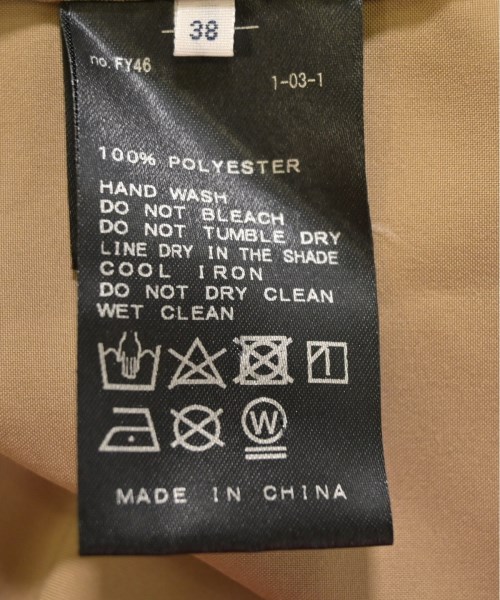 38
no. FY46
1-03-1
100% POLYESTER
HAND WASH
DO NOT BLEACH
DO NOT TUMBLE DRY
LINE DRY IN THE SHADE
COOL IRON
DO NOT DRY CLEAN
WET CLEAN
W
MADE IN CHINA